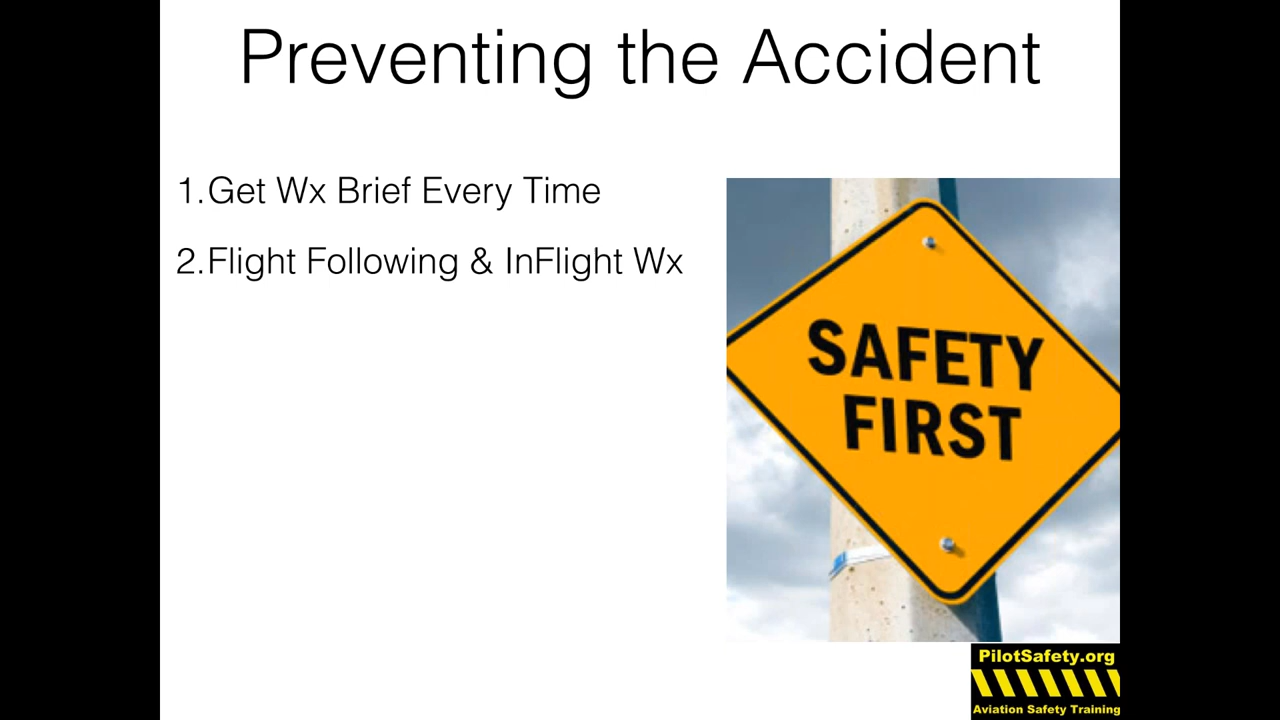 Preventing the Accident
1.Get Wx Brief Every Time
2.Flight Following & InFlight Wx
SAFETY
FIRST
PilotSafety.org
Aviation Safety Training